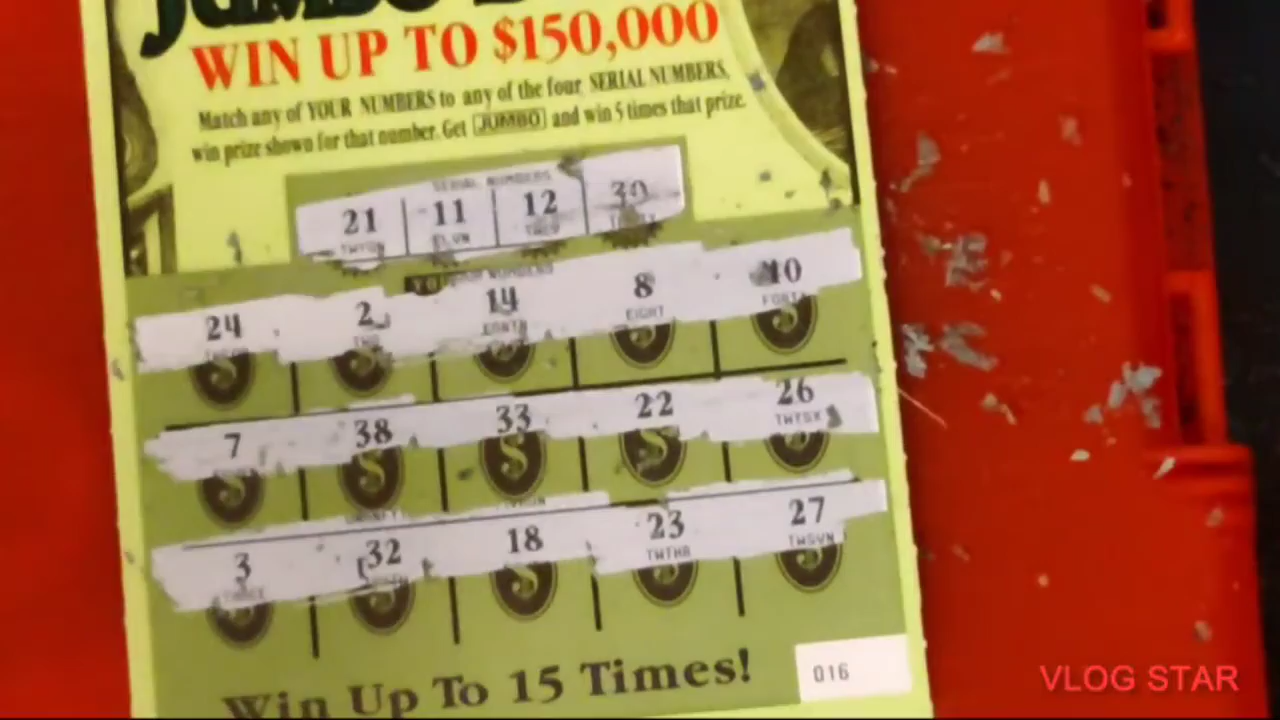 WIN UP TO $150,000
Match any of YOUR NUMBERS to any of the four SERIAL NUMBERS,
win prize shown for that number. Get JUMBO and win 5 times that prize.
SERIAL NUMBERS
21 11 12 30
YOUR NUMBERS
24 2 14 8 40
EIGHT
7 38 33 22 26
TWTSX
3 32 18 23 27
TWTHR TWSVN
Win Up To 15 Times!
016
VLOG STAR